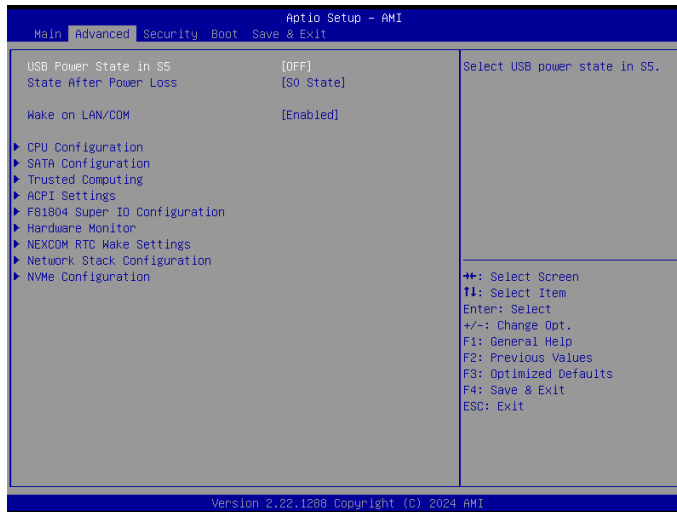 Aptio Setup – AMI
Main Advanced Security Boot Save & Exit
USB Power State in S5 [OFF]
State After Power Loss [S0 State]
Wake on LAN/COM [Enabled]
CPU Configuration
SATA Configuration
Trusted Computing
ACPI Settings
F81804 Super IO Configuration
Hardware Monitor
NEXCOM RTC Wake Settings
Network Stack Configuration
NVMe Configuration
Select USB power state in S5.
→←: Select Screen
↑↓: Select Item
Enter: Select
+/-: Change Opt.
F1: General Help
F2: Previous Values
F3: Optimized Defaults
F4: Save & Exit
ESC: Exit
Version 2.22.1288 Copyright (C) 2024 AMI